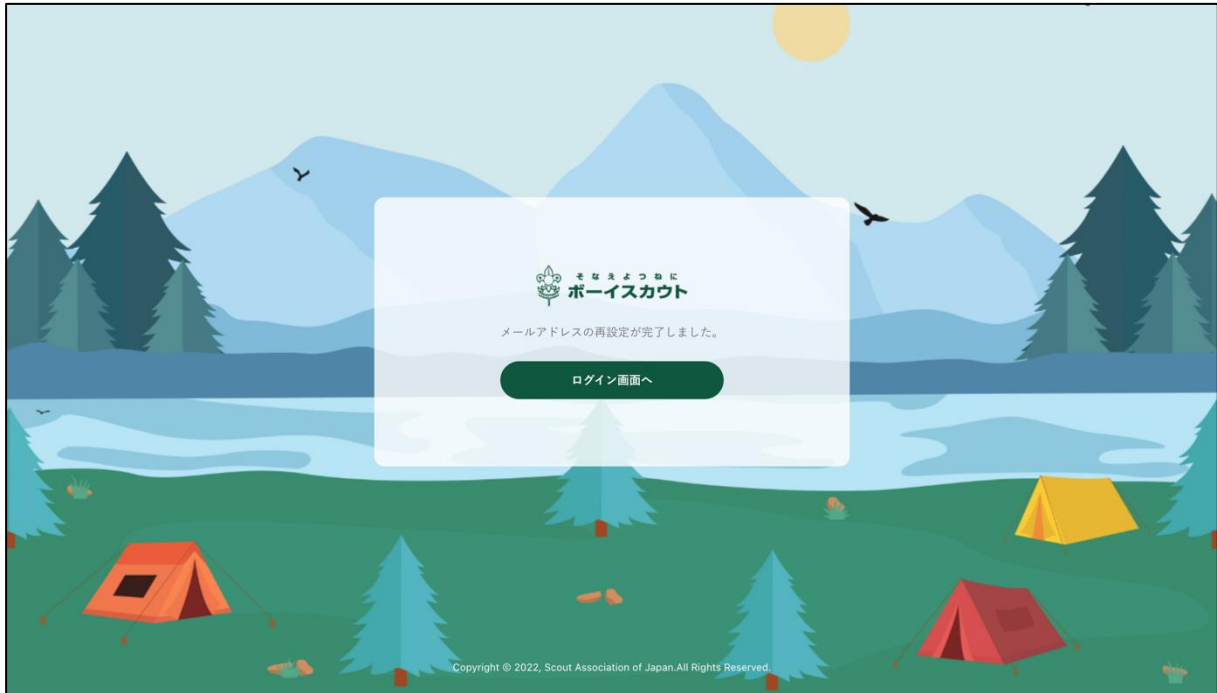 そなえよつねに
ボーイスカウト
メールアドレスの再設定が完了しました。
ログイン画面へ
Copyright © 2022, Scout Association of Japan.All Rights Reserved.